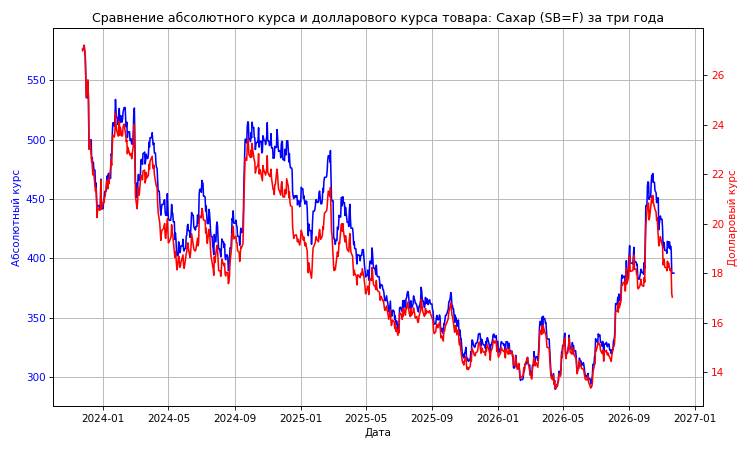 Сравнение абсолютного курса и долларового курса товара: Сахар (SB=F) за три года
550
500
450
400
350
300
Абсолютный курс
26
24
22
20
18
16
14
Долларовый курс
2024-01 2024-05 2024-09 2025-01 2025-05 2025-09 2026-01 2026-05 2026-09 2027-01
Дата